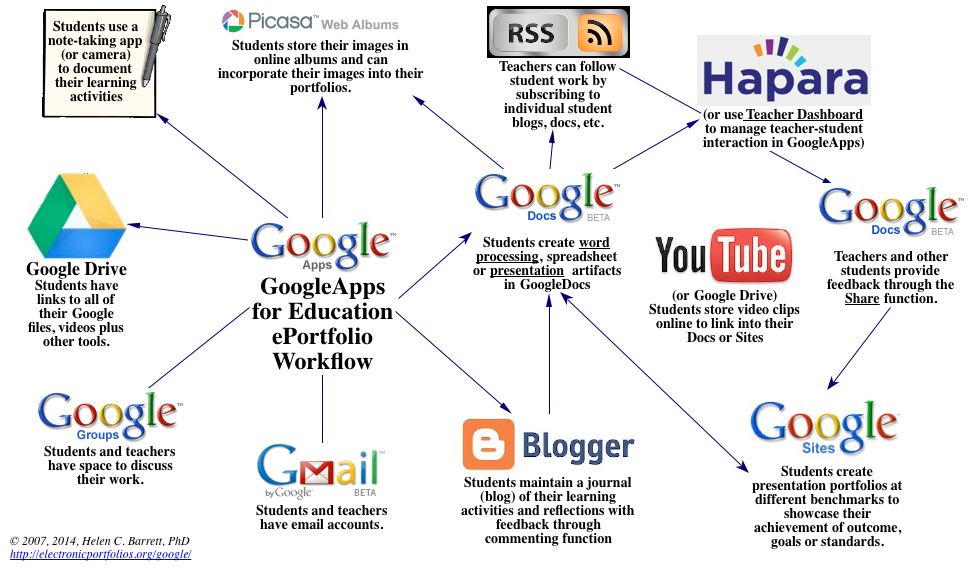 Students use a
note-taking app
(or camera)
to document
their learning
activities
Picasa™ Web Albums
Students store their images in
online albums and can
incorporate their images into their
portfolios.
RSS
Teachers can follow
student work by
subscribing to
individual student
blogs, docs, etc.
Hapara
(or use Teacher Dashboard
to manage teacher-student
interaction in GoogleApps)
Google Drive
Students have
links to all of
their Google
files, videos plus
other tools.
Google™
Apps
GoogleApps
for Education
ePortfolio
Workflow
Google™
Docs BETA
Students create word
processing, spreadsheet
or presentation artifacts
in GoogleDocs
YouTube
(or Google Drive)
Students store video clips
online to link into their
Docs or Sites
Google™
Docs BETA
Teachers and other
students provide
feedback through the
Share function.
Google™
Groups
Students and teachers
have space to discuss
their work.
Gmail™
by Google BETA
Students and teachers
have email accounts.
Blogger
Students maintain a journal
(blog) of their learning
activities and reflections with
feedback through
commenting function
Google™
Sites
Students create
presentation portfolios at
different benchmarks to
showcase their
achievement of outcome,
goals or standards.
© 2007, 2014, Helen C. Barrett, PhD
http://electronicportfolios.org/google/